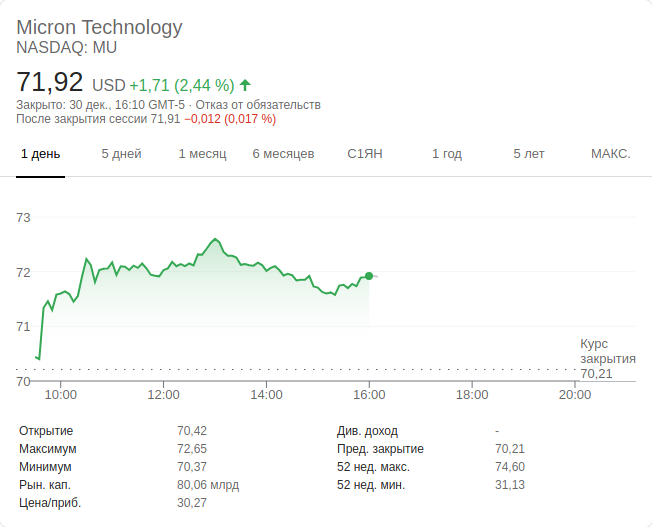 Micron Technology
NASDAQ: MU
71,92 USD +1,71 (2,44 %)
Закрыто: 30 дек., 16:10 GMT-5 · Отказ от обязательств
После закрытия сессии 71,91 −0,012 (0,017 %)
1 день 5 дней 1 месяц 6 месяцев С1ЯН 1 год 5 лет МАКС.
73
72
71
Курс
закрытия
70,21
70
10:00 12:00 14:00 16:00 18:00 20:00
Открытие 70,42 Див. доход -
Максимум 72,65 Пред. закрытие 70,21
Минимум 70,37 52 нед. макс. 74,60
Рын. кап. 80,06 млрд 52 нед. мин. 31,13
Цена/приб. 30,27